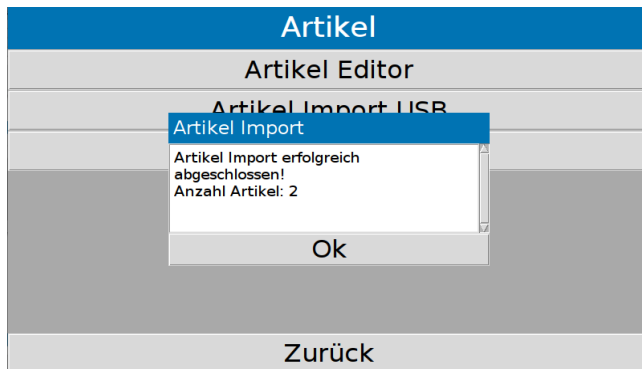 Artikel
Artikel Editor
Artikel Import USB
Artikel Import
Artikel Import erfolgreich
abgeschlossen!
Anzahl Artikel: 2
Ok
Zurück